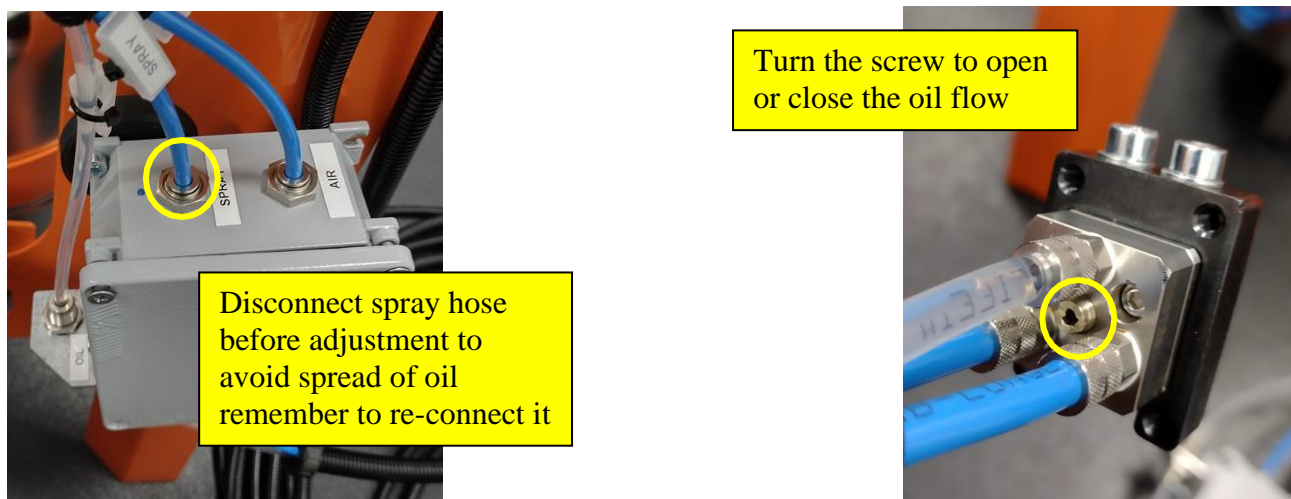 SPRAY
SPRAY
AIR
OIL
Disconnect spray hose
before adjustment to
avoid spread of oil
remember to re-connect it
Turn the screw to open
or close the oil flow